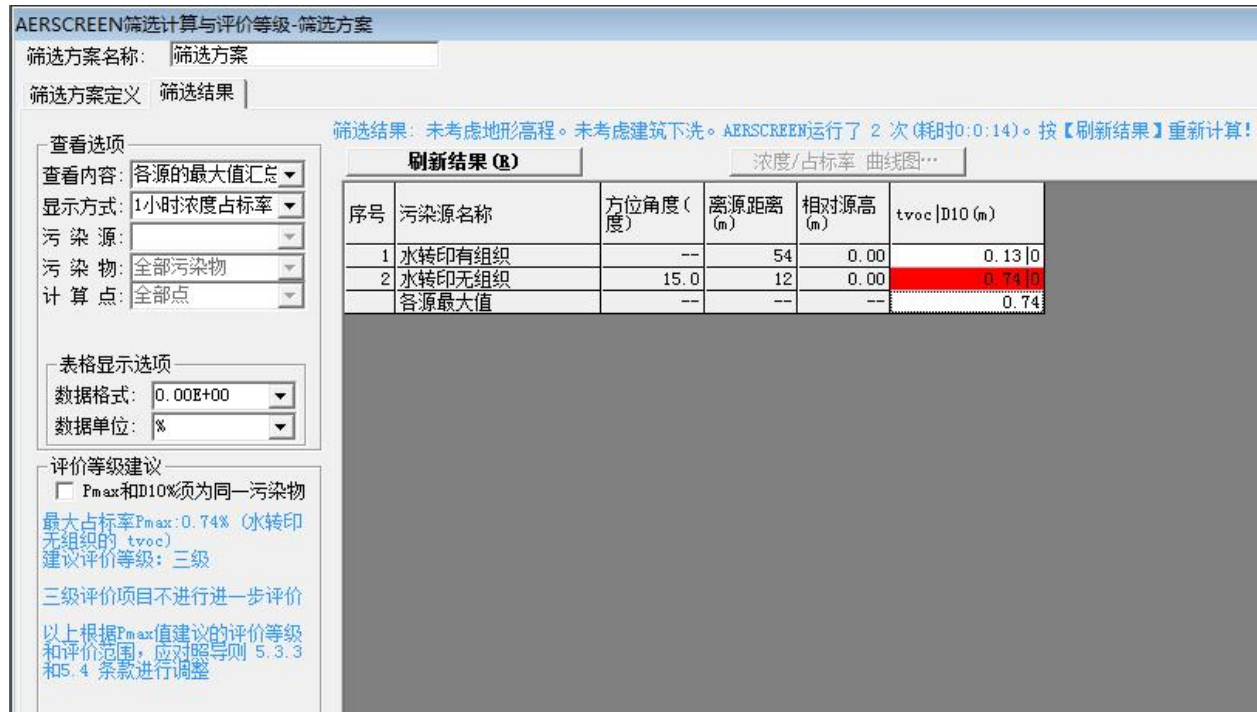 AERSCREEN筛选计算与评价等级-筛选方案
筛选方案名称: 筛选方案
筛选方案定义 筛选结果
筛选结果: 未考虑地形高程。未考虑建筑下洗。AERSCREEN运行了 2 次(耗时0:0:14)。按【刷新结果】重新计算!
查看选项
查看内容: 各源的最大值汇总
显示方式: 1小时浓度占标率
污 染 源:
污 染 物: 全部污染物
计 算 点: 全部点
刷新结果(R) 浓度/占标率 曲线图…
序号 污染源名称 方位角度(度) 离源距离(m) 相对源高(m) tvoc|D10(m)
1 水转印有组织 -- 54 0.00 0.13|0
2 水转印无组织 15.0 12 0.00 0.74|0
各源最大值 -- -- -- 0.74
表格显示选项
数据格式: 0.00E+00
数据单位: %
评价等级建议
Pmax和D10%须为同一污染物
最大占标率Pmax:0.74% (水转印
无组织的 tvoc)
建议评价等级: 三级
三级评价项目不进行进一步评价
以上根据Pmax值建议的评价等级
和评价范围,应对照导则 5.3.3
和5.4 条款进行调整